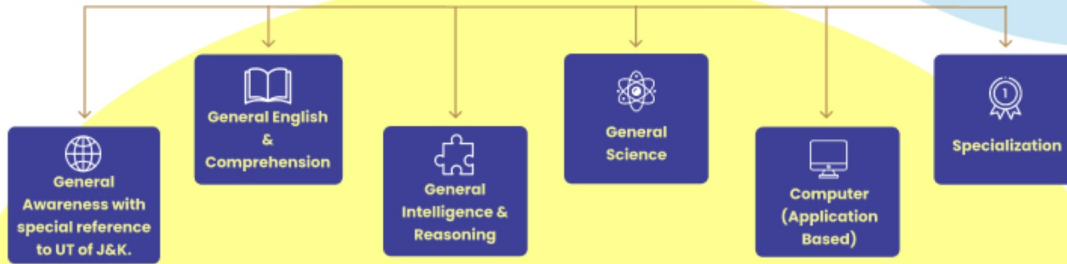 General
Awareness with
special reference
to UT of J&K.
General English
&
Comprehension
General
Intelligence &
Reasoning
General
Science
Computer
(Application
Based)
1
Specialization